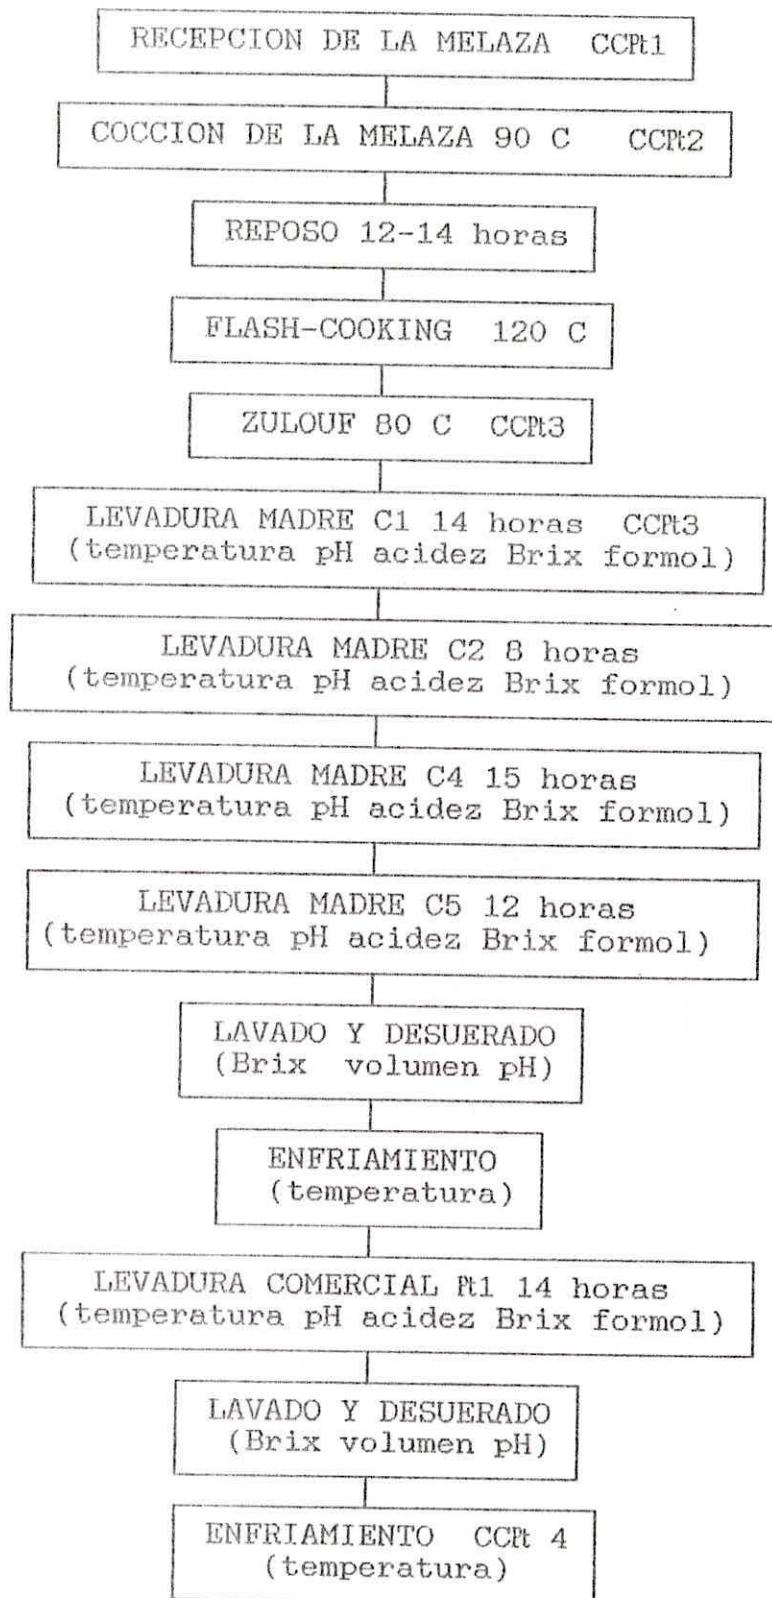 RECEPCION DE LA MELAZA CCPt1
COCCION DE LA MELAZA 90 C CCPt2
REPOSO 12-14 horas
FLASH-COOKING 120 C
ZULOUF 80 C CCPt3
LEVADURA MADRE C1 14 horas CCPt3
(temperatura pH acidez Brix formol)
LEVADURA MADRE C2 8 horas
(temperatura pH acidez Brix formol)
LEVADURA MADRE C4 15 horas
(temperatura pH acidez Brix formol)
LEVADURA MADRE C5 12 horas
(temperatura pH acidez Brix formol)
LAVADO Y DESUERADO
(Brix volumen pH)
ENFRIAMIENTO
(temperatura)
LEVADURA COMERCIAL Pt1 14 horas
(temperatura pH acidez Brix formol)
LAVADO Y DESUERADO
(Brix volumen pH)
ENFRIAMIENTO CCPt 4
(temperatura)